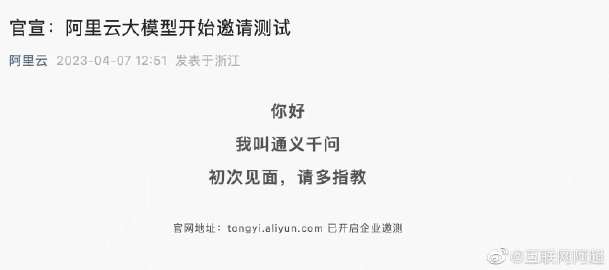 官宣：阿里云大模型开始邀请测试
阿里云 2023-04-07 12:51 发表于浙江
你好
我叫通义千问
初次见面，请多指教
官网地址：tongyi.aliyun.com 已开启企业邀测
@互联网阿超